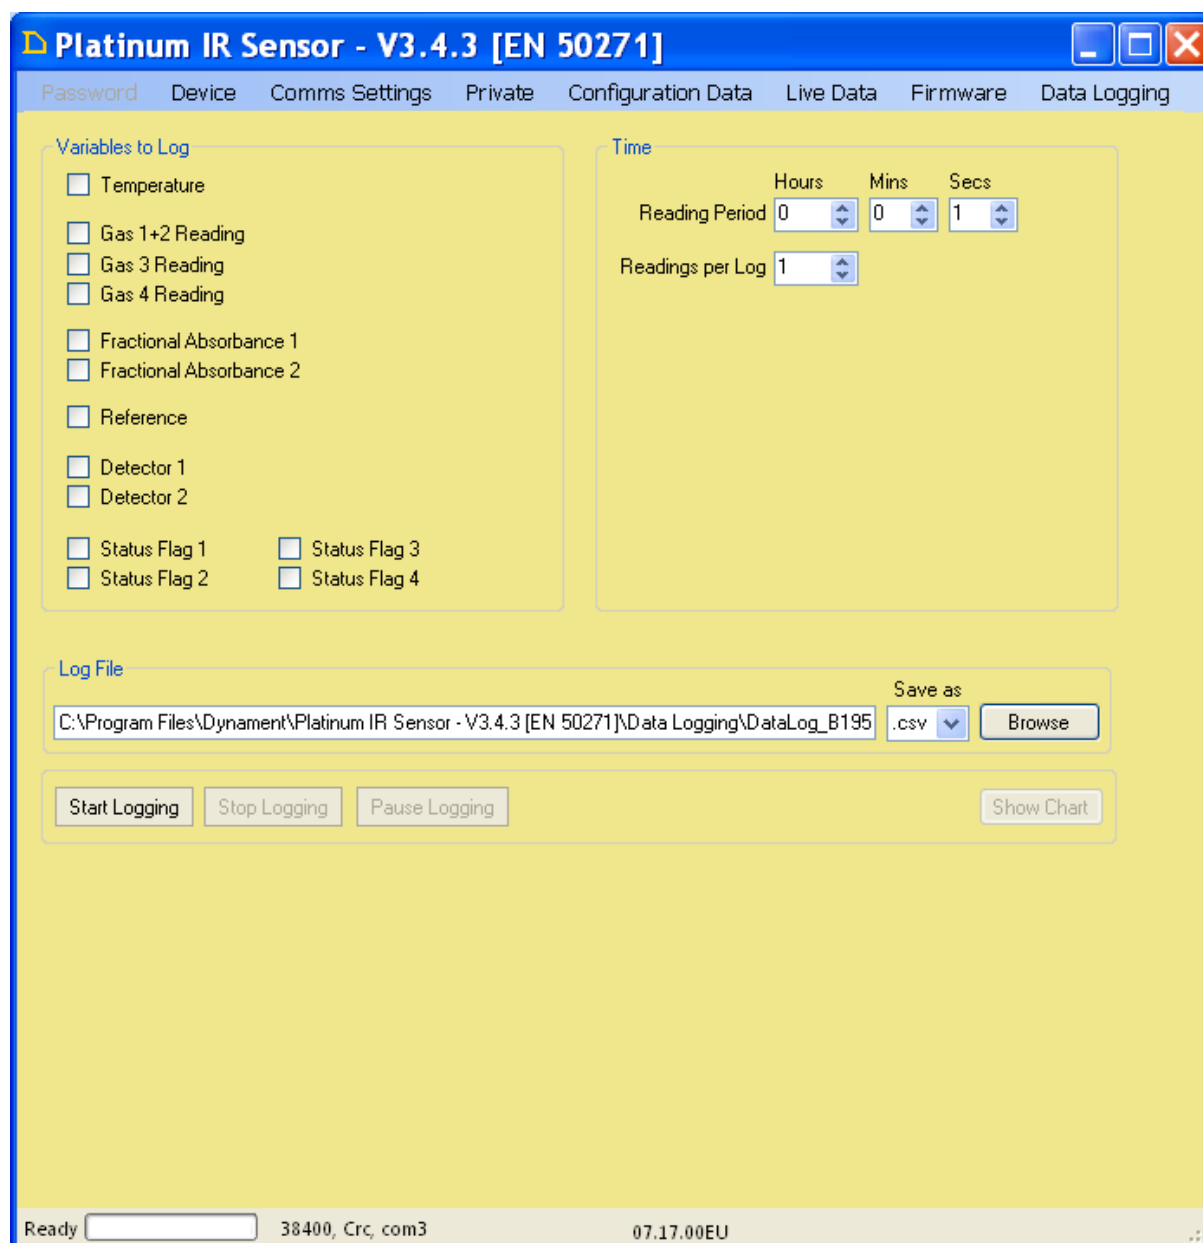 Platinum IR Sensor - V3.4.3 [EN 50271]
Password Device Comms Settings Private Configuration Data Live Data Firmware Data Logging
Variables to Log
Temperature
Gas 1+2 Reading
Gas 3 Reading
Gas 4 Reading
Fractional Absorbance 1
Fractional Absorbance 2
Reference
Detector 1
Detector 2
Status Flag 1 Status Flag 3
Status Flag 2 Status Flag 4
Time
Hours Mins Secs
Reading Period 0 0 1
Readings per Log 1
Log File
Save as
C:\Program Files\Dynament\Platinum IR Sensor - V3.4.3 [EN 50271]\Data Logging\DataLog_B195 .csv Browse
Start Logging Stop Logging Pause Logging Show Chart
Ready 38400, Crc, com3 07.17.00EU